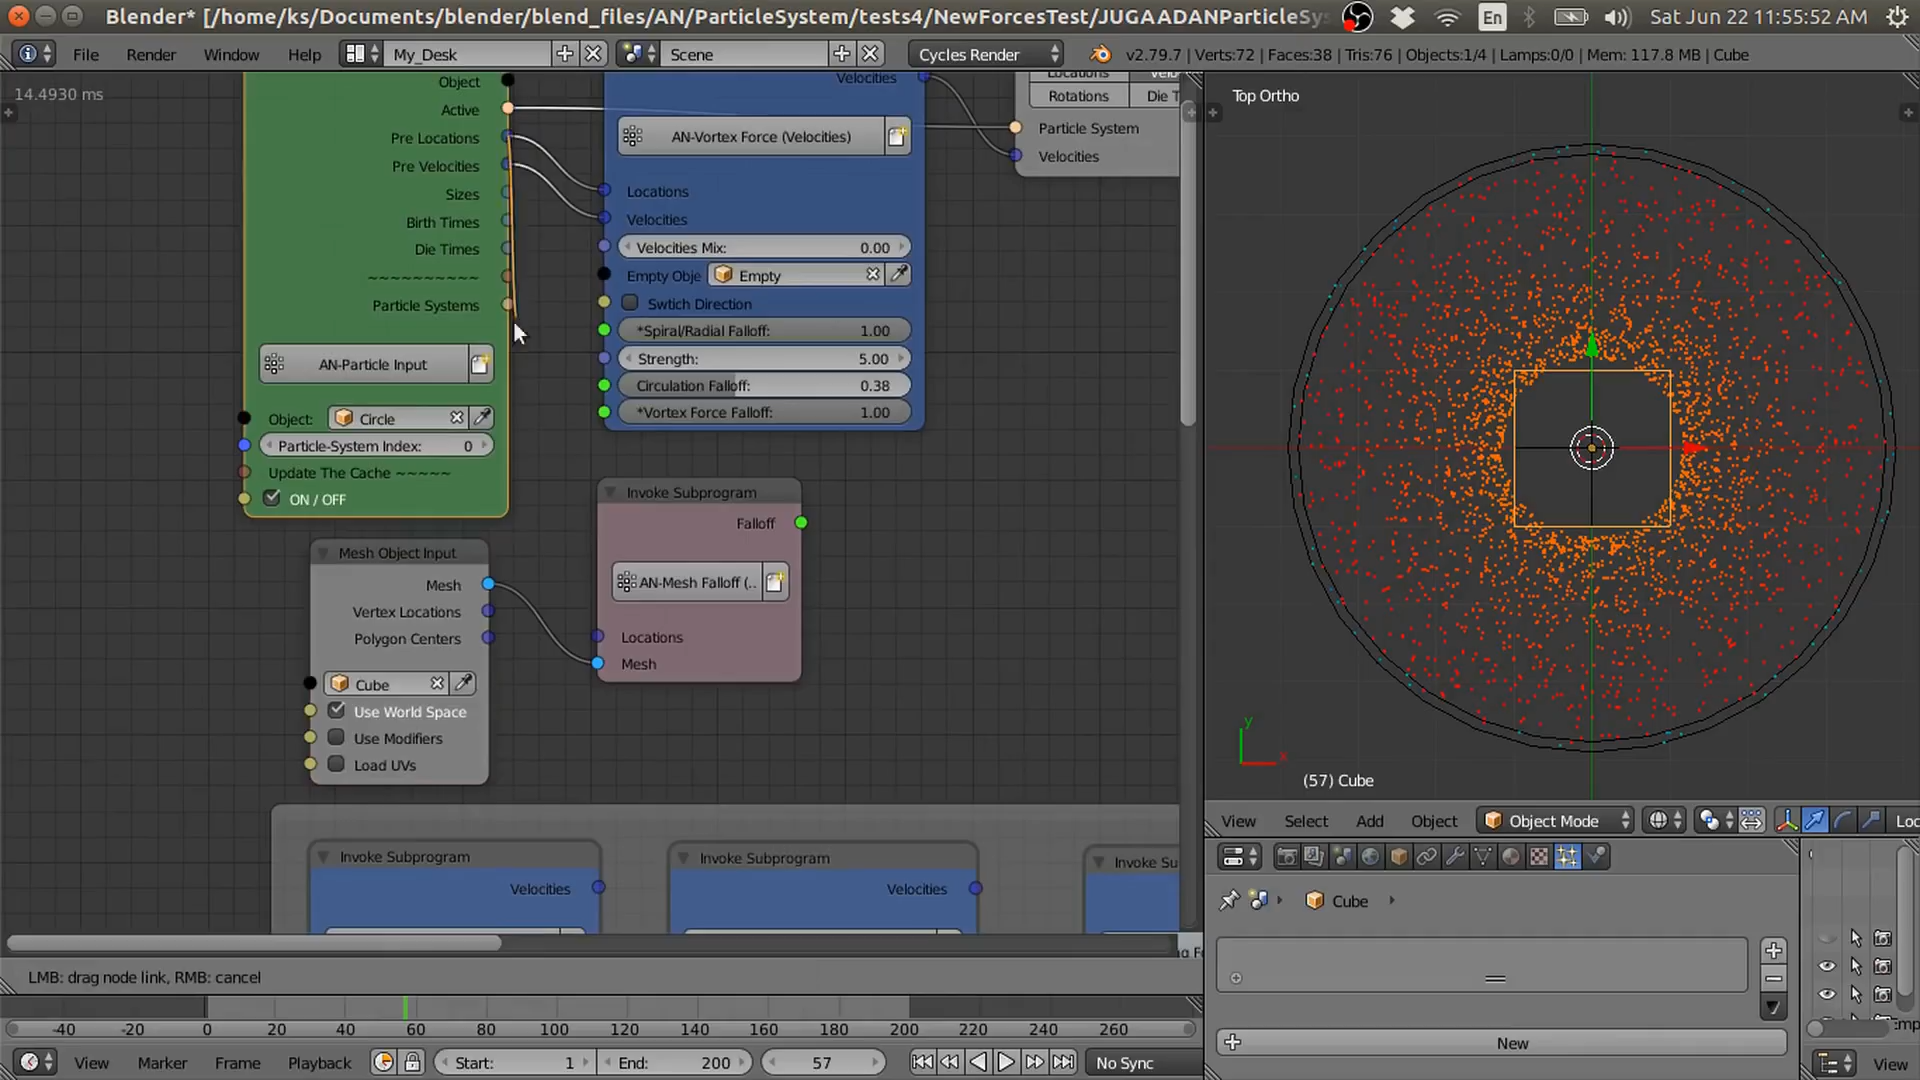 Blender* [/home/ks/Documents/blender/blend_files/AN/ParticleSystem/tests4/NewForcesTest/JUGAADANParticleSys
En
Sat Jun 22 11:55:52 AM
File
Render
Window
Help
My_Desk
Scene
Cycles Render
v2.79.7 | Verts:72 | Faces:38 | Tris:76 | Objects:1/4 | Lamps:0/0 | Mem: 117.8 MB | Cube
14.4930 ms
Object
Active
Pre Locations
Pre Velocities
Sizes
Birth Times
Die Times
~~~~~~~~~~
Particle Systems
AN-Particle Input
Object:
Circle
Particle-System Index:
0
Update The Cache ~~~~~
ON / OFF
Velocities
AN-Vortex Force (Velocities)
Locations
Velocities
Velocities Mix:
0.00
Empty Obje
Empty
Swtich Direction
*Spiral/Radial Falloff:
1.00
Strength:
5.00
Circulation Falloff:
0.38
*Vortex Force Falloff:
1.00
Locations
Velo
Rotations
Die T
Particle System
Velocities
Mesh Object Input
Mesh
Vertex Locations
Polygon Centers
Cube
Use World Space
Use Modifiers
Load UVs
Invoke Subprogram
Falloff
AN-Mesh Falloff (..
Locations
Mesh
Invoke Subprogram
Velocities
Invoke Subprogram
Velocities
Invoke Su
LMB: drag node link, RMB: cancel
-40
-20
0
20
40
60
80
100
120
140
160
180
200
220
240
260
View
Marker
Frame
Playback
Start:
1
End:
200
57
No Sync
Top Ortho
y
x
(57) Cube
View
Select
Add
Object
Object Mode
Loc
Cube
New
View